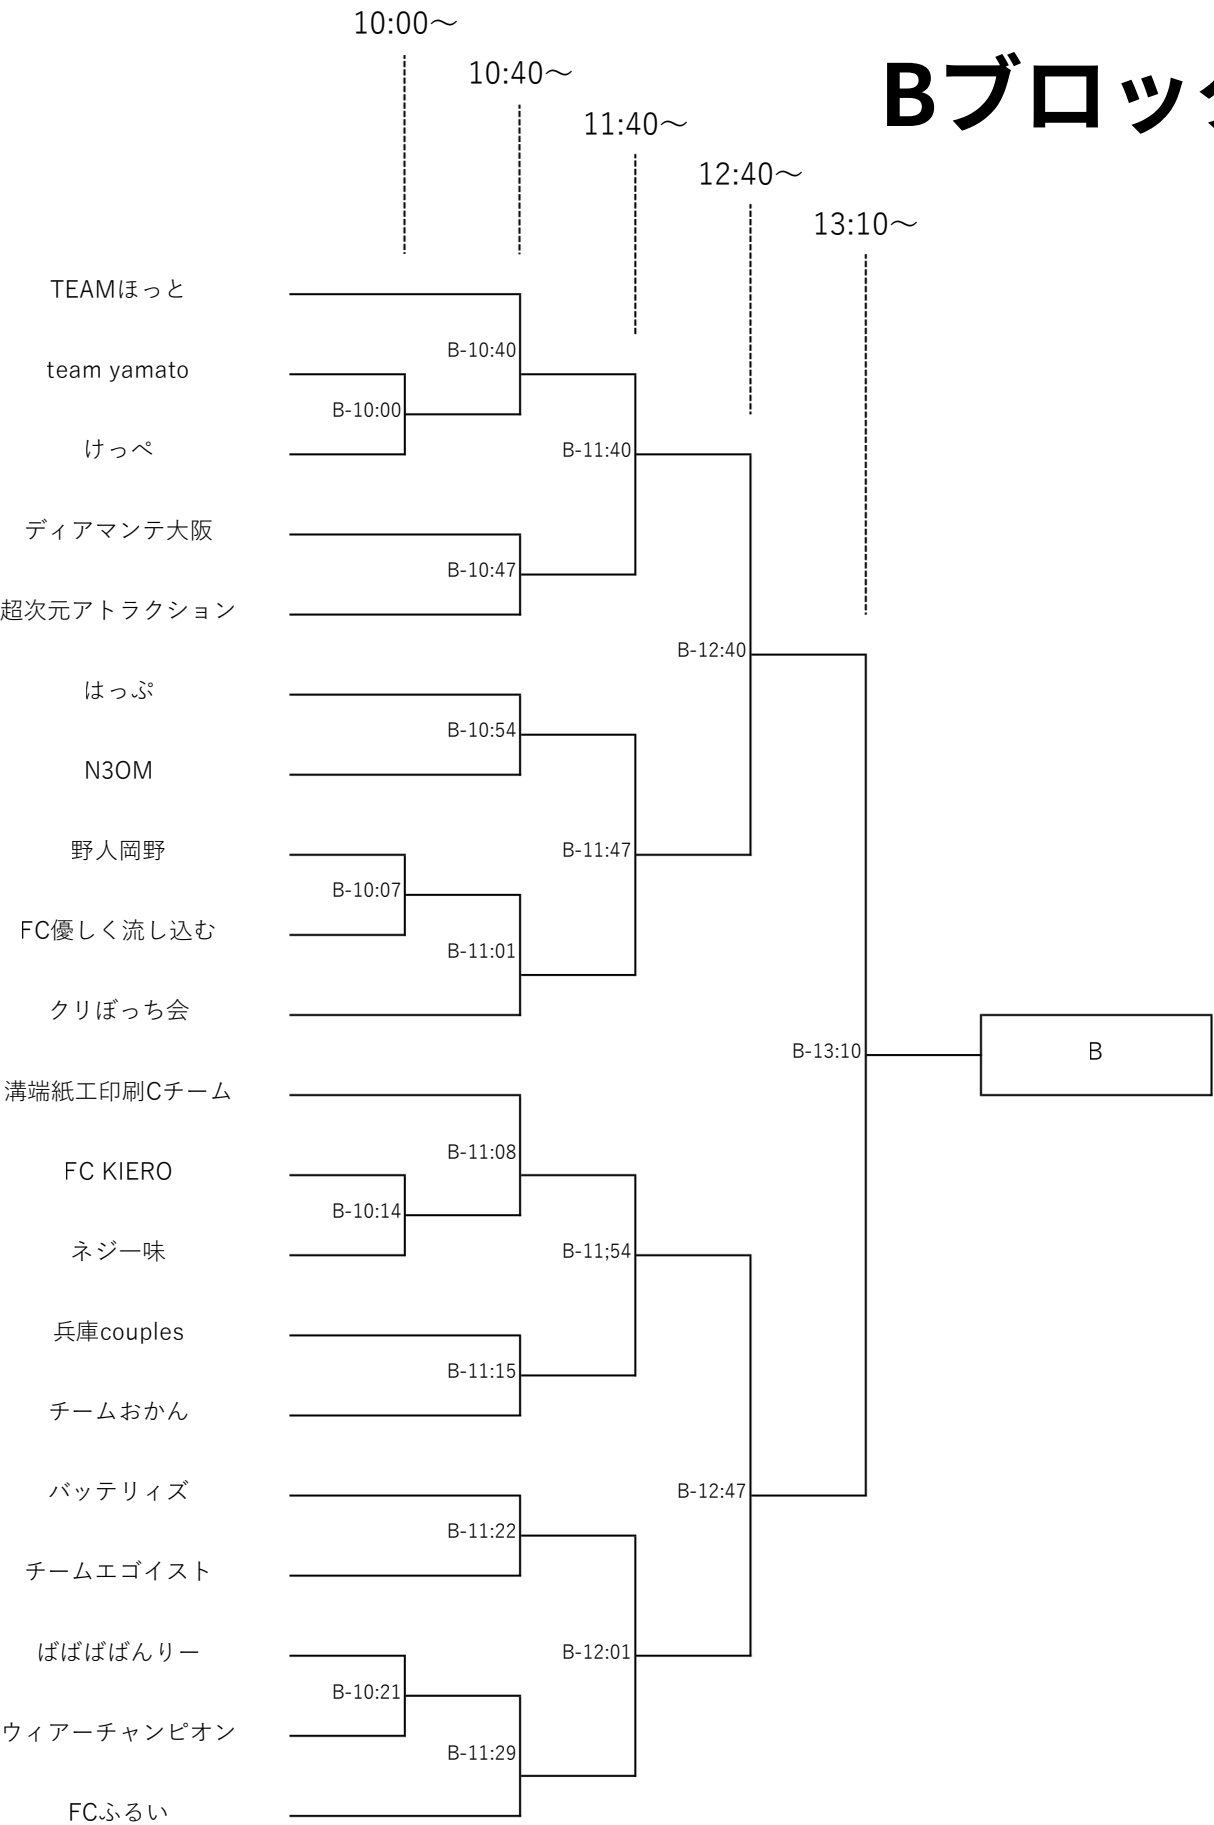 10:00～
10:40～
Bブロック
11:40～
12:40～
13:10～
TEAMほっと
B-10:40
team yamato
B-10:00
けっぺ
B-11:40
ディアマンテ大阪
B-10:47
超次元アトラクション
B-12:40
はっぷ
B-10:54
N3OM
野人岡野
B-11:47
B-10:07
FC優しく流し込む
B-11:01
クリぼっち会
B-13:10
B
溝端紙工印刷Cチーム
B-11:08
FC KIERO
B-10:14
ネジ一味
B-11;54
兵庫couples
B-11:15
チームおかん
バッテリィズ
B-12:47
B-11:22
チームエゴイスト
ばばばばんりー
B-12:01
B-10:21
ウィアーチャンピオン
B-11:29
FCふるい